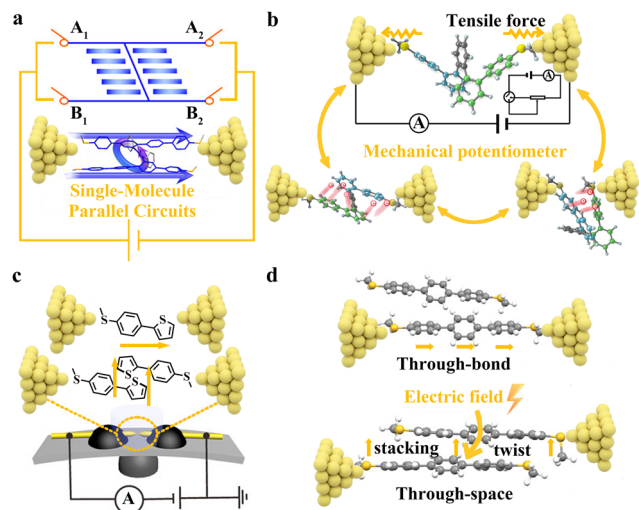 a
A1
A2
B1
B2
Single-Molecule
Parallel Circuits
b
Tensile force
A
A
Mechanical potentiometer
c
S
S
S
S
S
A
d
Through-bond
Electric field
stacking
twist
Through-space